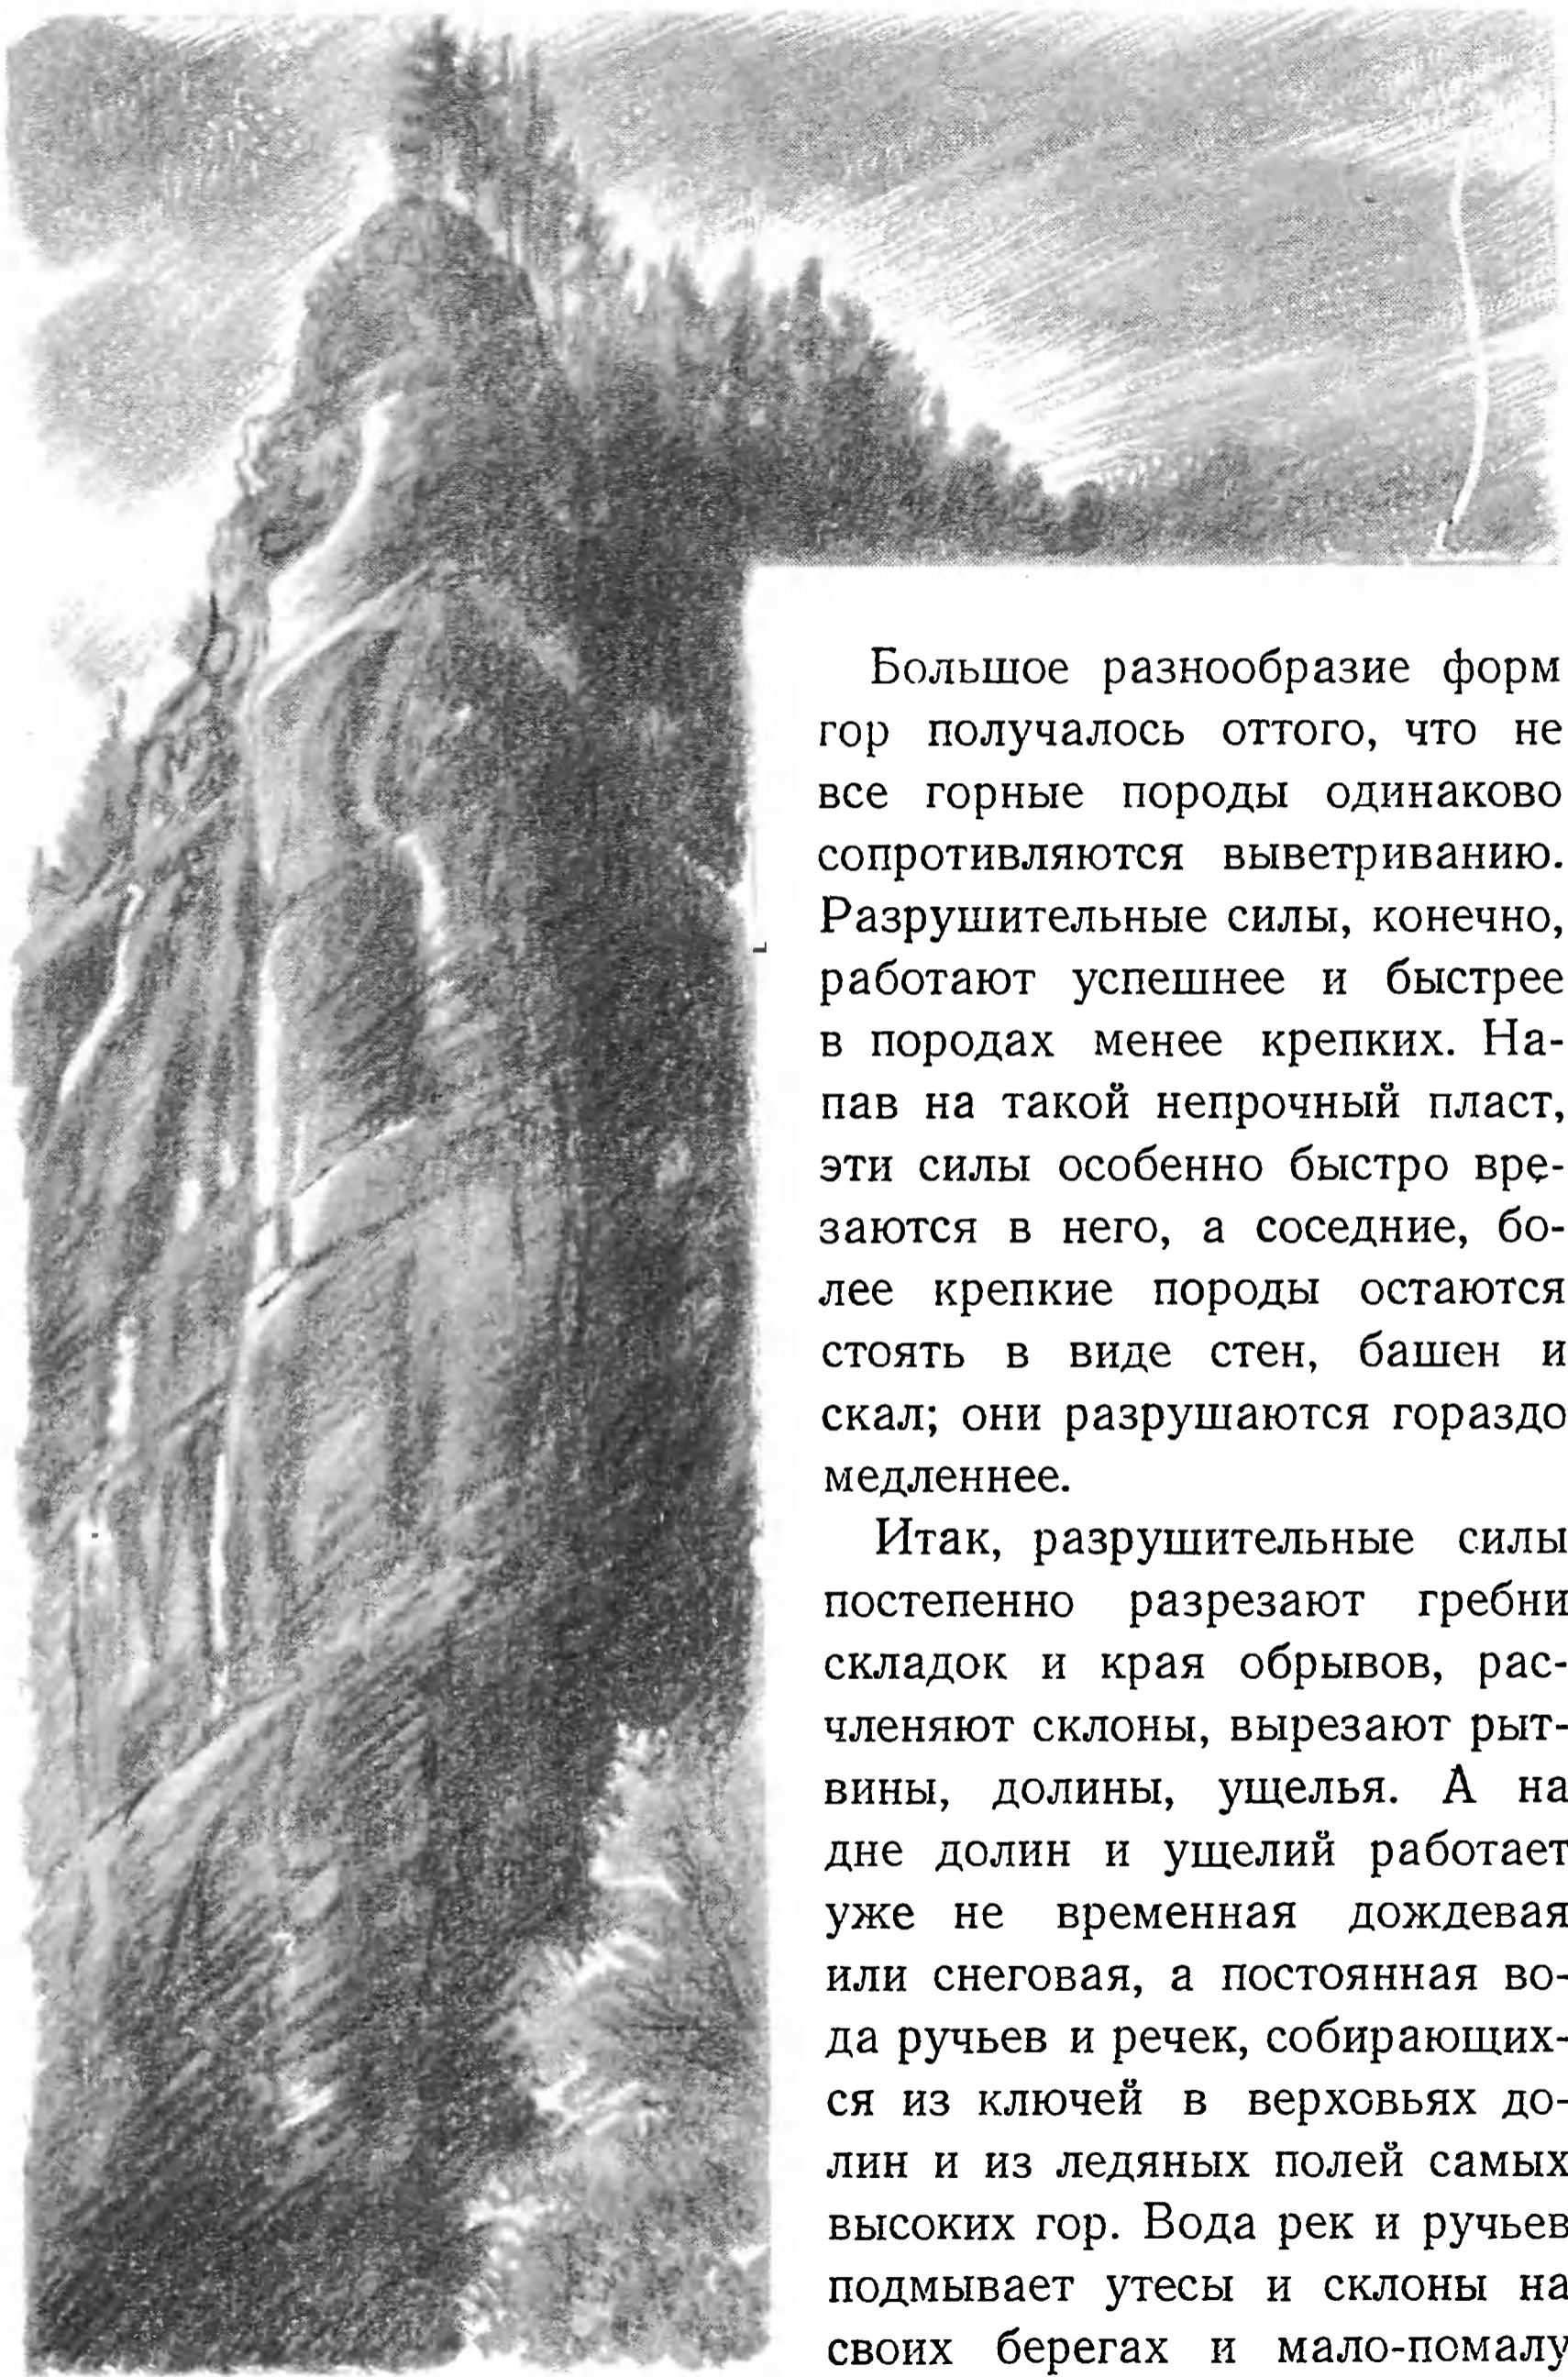 Большое разнообразие форм
гор получалось оттого, что не
все горные породы одинаково
сопротивляются выветриванию.
Разрушительные силы, конечно,
работают успешнее и быстрее
в породах менее крепких. На-
пав на такой непрочный пласт,
эти силы особенно быстро вре-
заются в него, а соседние, бо-
лее крепкие породы остаются
стоять в виде стен, башен и
скал; они разрушаются гораздо
медленнее.
Итак, разрушительные силы
постепенно разрезают гребни
складок и края обрывов, рас-
членяют склоны, вырезают рыт-
вины, долины, ущелья. А на
дне долин и ущелий работает
уже не временная дождевая
или снеговая, а постоянная во-
да ручьев и речек, собирающих-
ся из ключей в верховьях до-
лин и из ледяных полей самых
высоких гор. Вода рек и ручьев
подмывает утесы и склоны на
своих берегах и мало-помалу